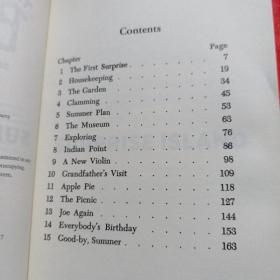 Contents
Chapter Page
1 The First Surprise 7
2 Housekeeping 19
3 The Garden 34
4 Clamming 45
5 Summer Plan 53
6 The Museum 63
7 Exploring 76
8 Indian Point 86
9 A New Violin 98
10 Grandfather's Visit 109
11 Apple Pie 118
12 The Picnic 127
13 Joe Again 144
14 Everybody's Birthday 153
15 Good-by, Summer 163